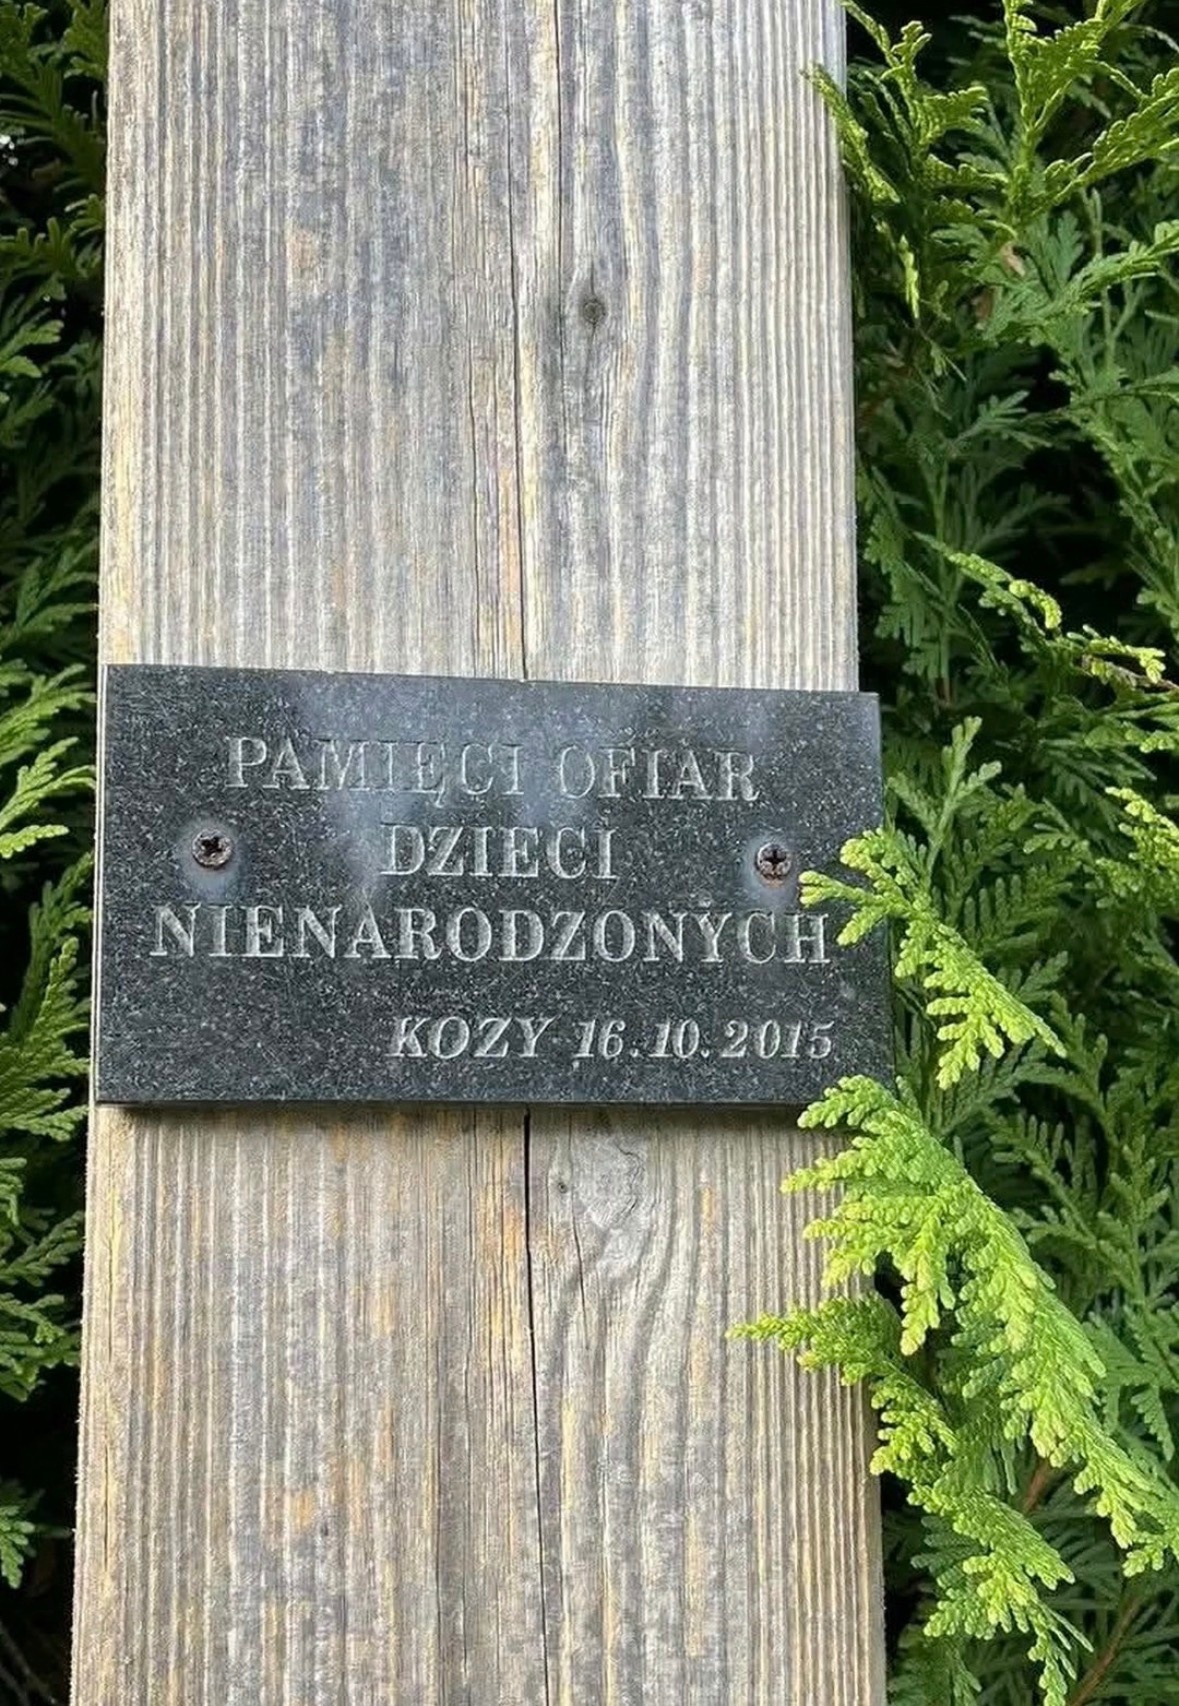 PAMIĘCI OFIAR
DZIECI
NIENARODZONYCH
KOZY 16.10.2015